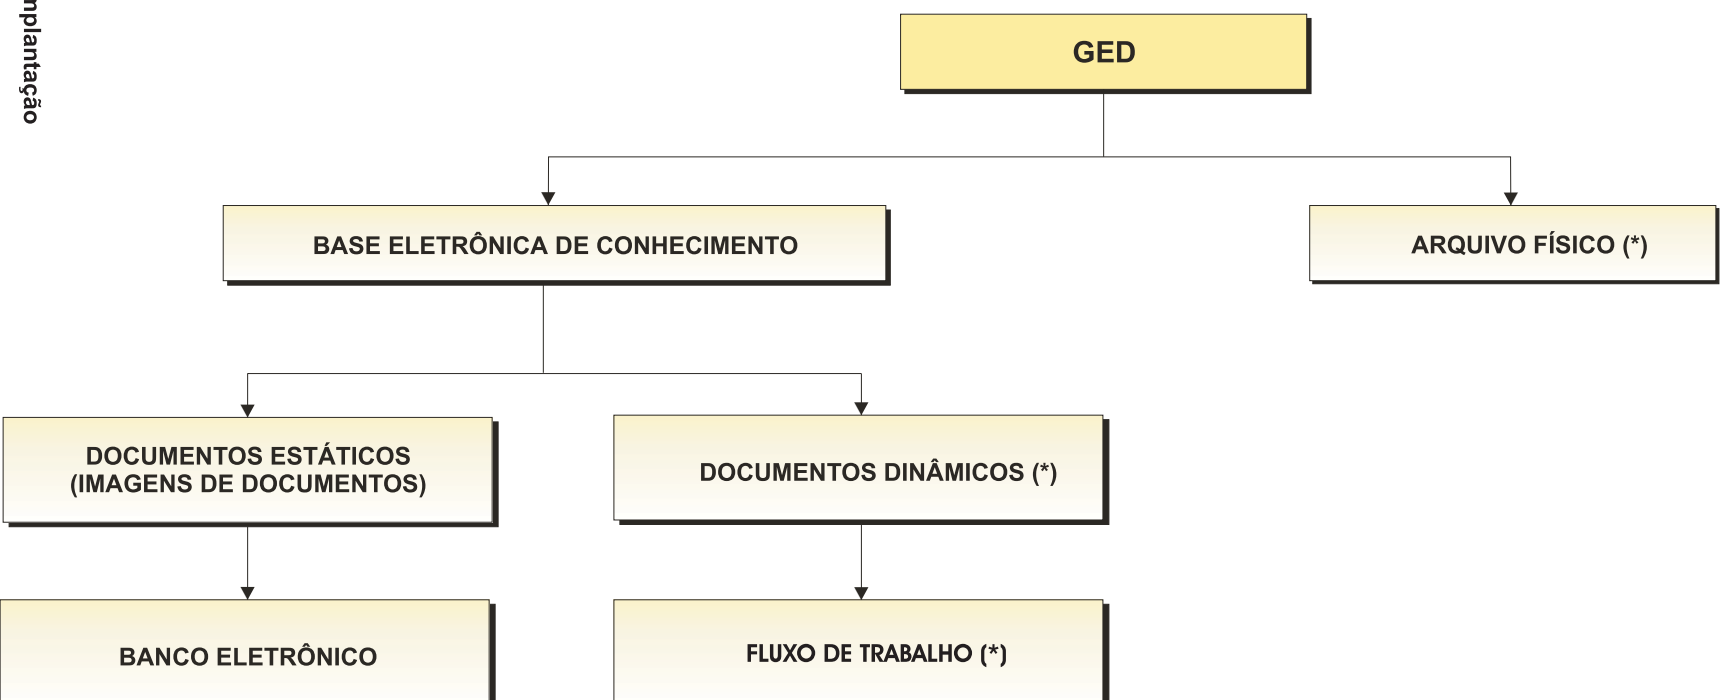 GED
BASE ELETRÔNICA DE CONHECIMENTO
ARQUIVO FÍSICO (*)
DOCUMENTOS ESTÁTICOS
(IMAGENS DE DOCUMENTOS)
DOCUMENTOS DINÂMICOS (*)
BANCO ELETRÔNICO
FLUXO DE TRABALHO (*)